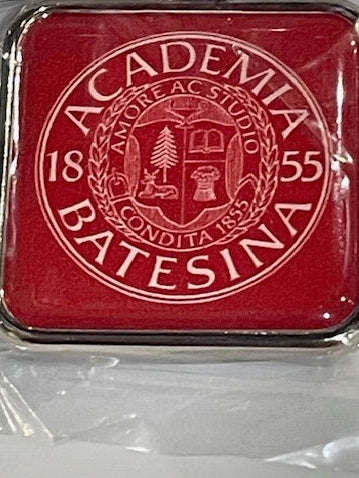 ACADEMIA
AMORE AC STUDIO
18 55
CONDITA 1855
BATESINA